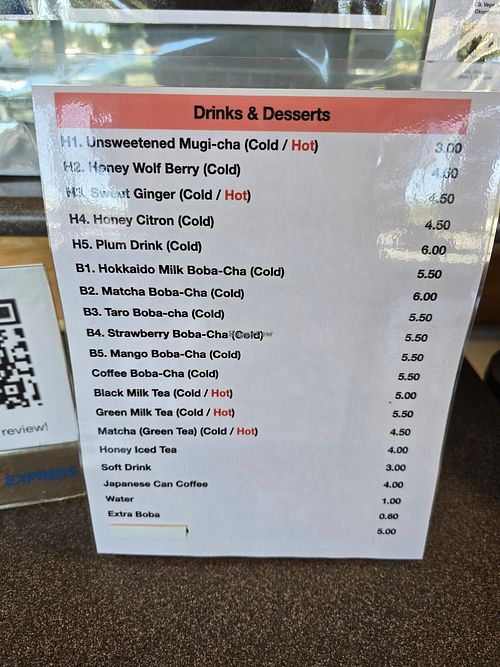 Drinks & Desserts
H1. Unsweetened Mugi-cha (Cold / Hot) 3.00
H2. Honey Wolf Berry (Cold) 4.50
H3. Sweet Ginger (Cold / Hot) 4.50
H4. Honey Citron (Cold) 4.50
H5. Plum Drink (Cold) 6.00
B1. Hokkaido Milk Boba-Cha (Cold) 5.50
B2. Matcha Boba-Cha (Cold) 6.00
B3. Taro Boba-cha (Cold) 5.50
B4. Strawberry Boba-Cha (Cold) 5.50
B5. Mango Boba-Cha (Cold) 5.50
Coffee Boba-Cha (Cold) 5.50
Black Milk Tea (Cold / Hot) 5.00
Green Milk Tea (Cold / Hot) 5.50
Matcha (Green Tea) (Cold / Hot) 4.50
Honey Iced Tea 4.00
Soft Drink 3.00
Japanese Can Coffee 4.00
Water 1.00
Extra Boba 0.60
5.00
review!
EXPRESS